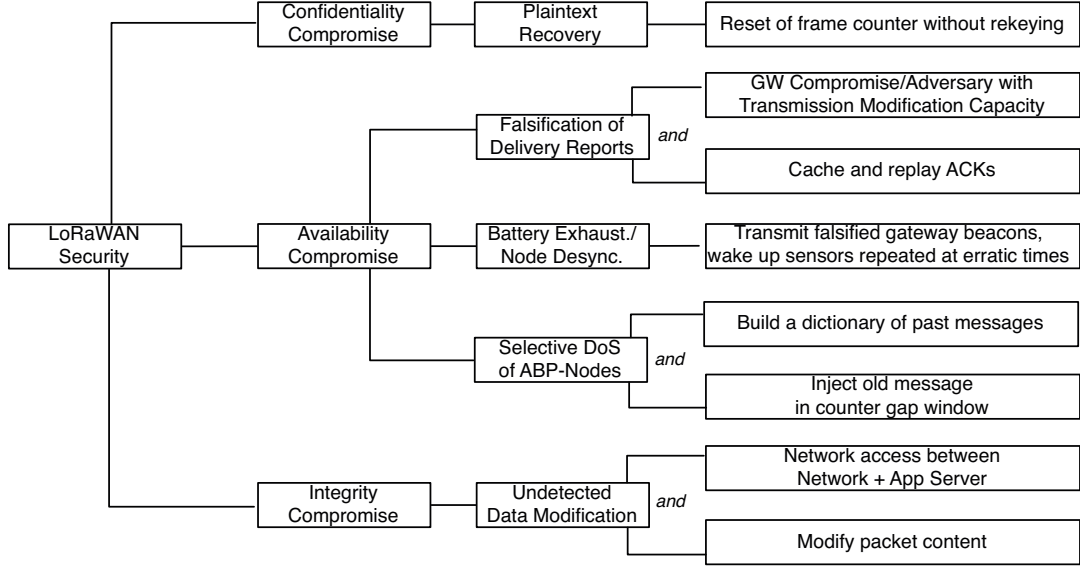 Confidentiality
Compromise
Plaintext
Recovery
Reset of frame counter without rekeying
GW Compromise/Adversary with
Transmission Modification Capacity
Falsification of
Delivery Reports
and
Cache and replay ACKs
LoRaWAN
Security
Availability
Compromise
Battery Exhaust./
Node Desync.
Transmit falsified gateway beacons,
wake up sensors repeated at erratic times
Build a dictionary of past messages
Selective DoS
of ABP-Nodes
and
Inject old message
in counter gap window
Network access between
Network + App Server
Integrity
Compromise
Undetected
Data Modification
and
Modify packet content